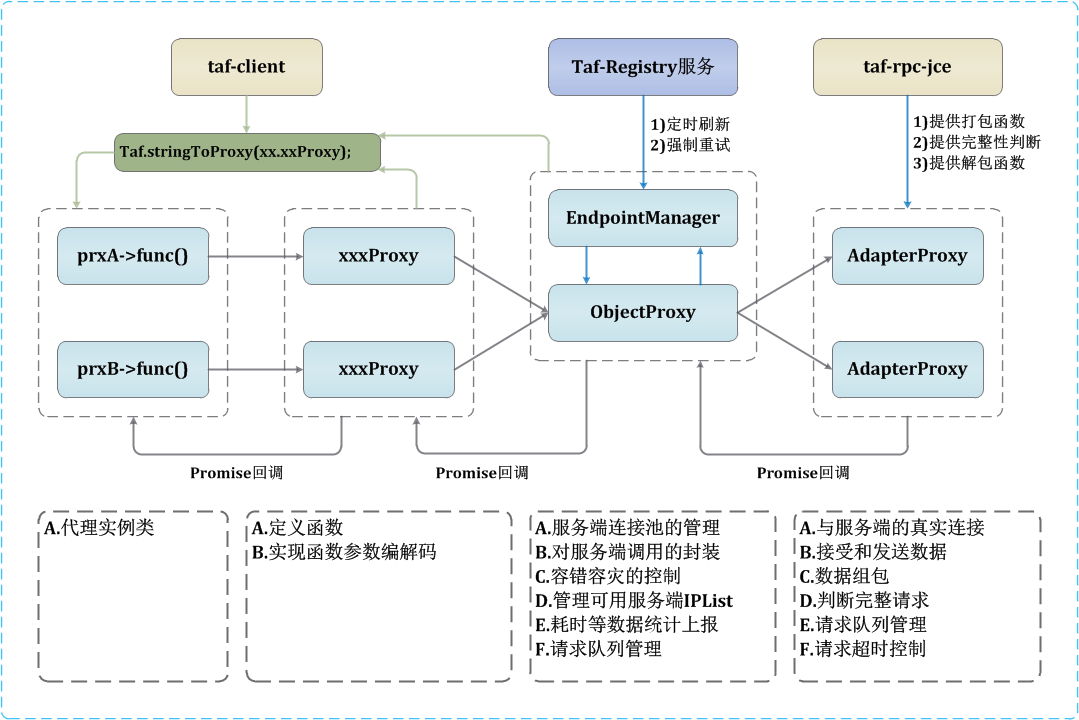 taf-client
Taf-Registry服务
taf-rpc-jce
1)定时刷新
2)强制重试
1)提供打包函数
2)提供完整性判断
3)提供解包函数
Taf.stringToProxy(xx.xxProxy);
prxA->func()
xxxProxy
EndpointManager
AdapterProxy
ObjectProxy
prxB->func()
xxxProxy
AdapterProxy
Promise回调
Promise回调
Promise回调
A.代理实例类
A.定义函数
B.实现函数参数编解码
A.服务端连接池的管理
B.对服务端调用的封装
C.容错容灾的控制
D.管理可用服务端IPList
E.耗时等数据统计上报
F.请求队列管理
A.与服务端的真实连接
B.接受和发送数据
C.数据组包
D.判断完整请求
E.请求队列管理
F.请求超时控制